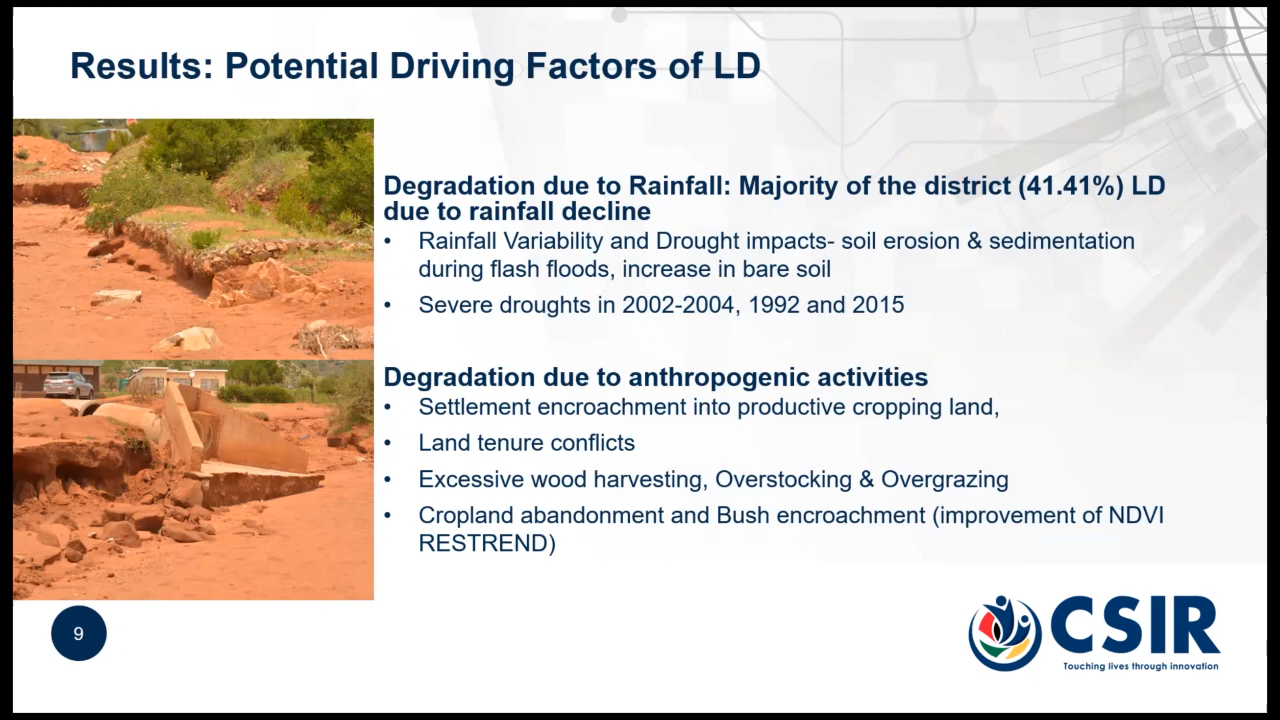 Results: Potential Driving Factors of LD
Degradation due to Rainfall: Majority of the district (41.41%) LD
due to rainfall decline
• Rainfall Variability and Drought impacts- soil erosion & sedimentation
during flash floods, increase in bare soil
• Severe droughts in 2002-2004, 1992 and 2015
Degradation due to anthropogenic activities
• Settlement encroachment into productive cropping land,
• Land tenure conflicts
• Excessive wood harvesting, Overstocking & Overgrazing
• Cropland abandonment and Bush encroachment (improvement of NDVI
RESTREND)
9
CSIR
Touching lives through innovation